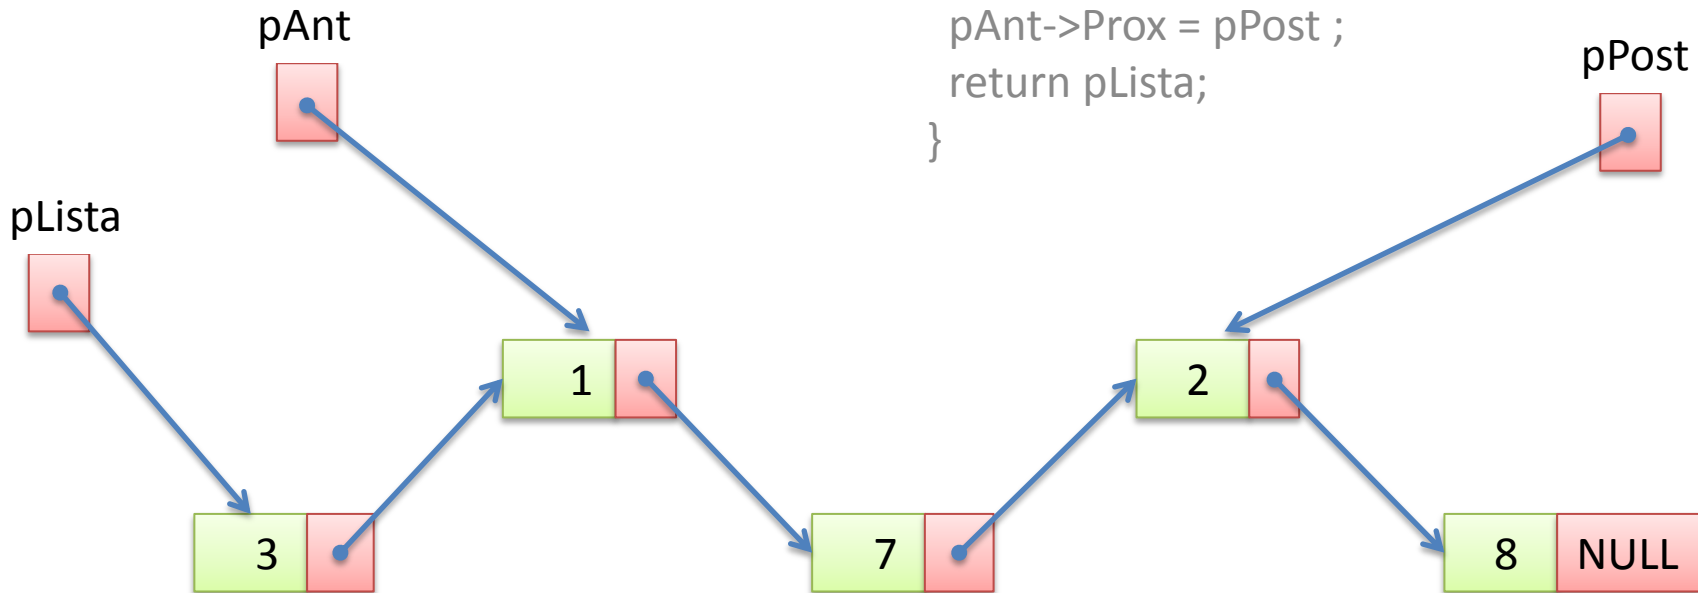 pAnt
pAnt->Prox = pPost ;
return pLista;
}
pPost
pLista
1
2
3
7
8 NULL